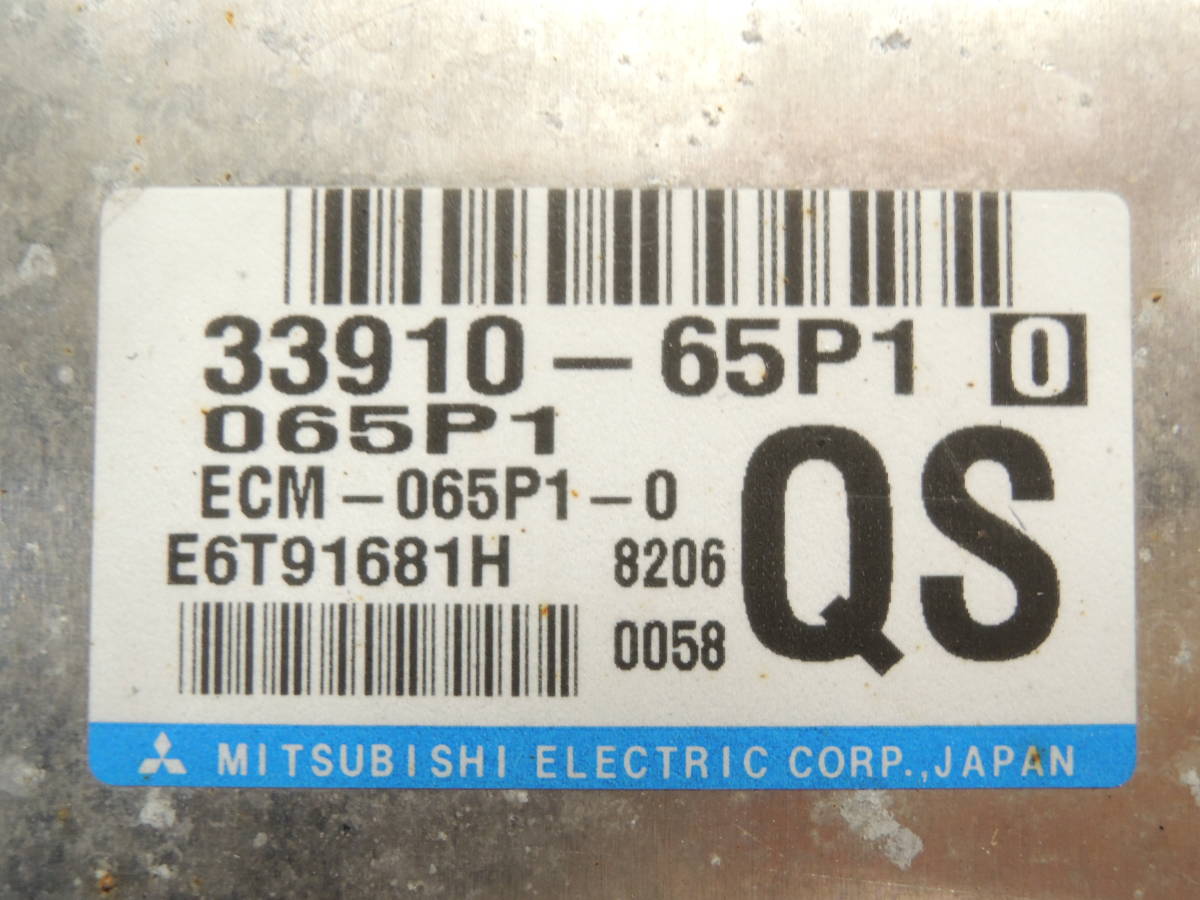 33910-65P1 0
065P1
ECM-065P1-0
E6T91681H 8206
0058
QS
MITSUBISHI ELECTRIC CORP.,JAPAN